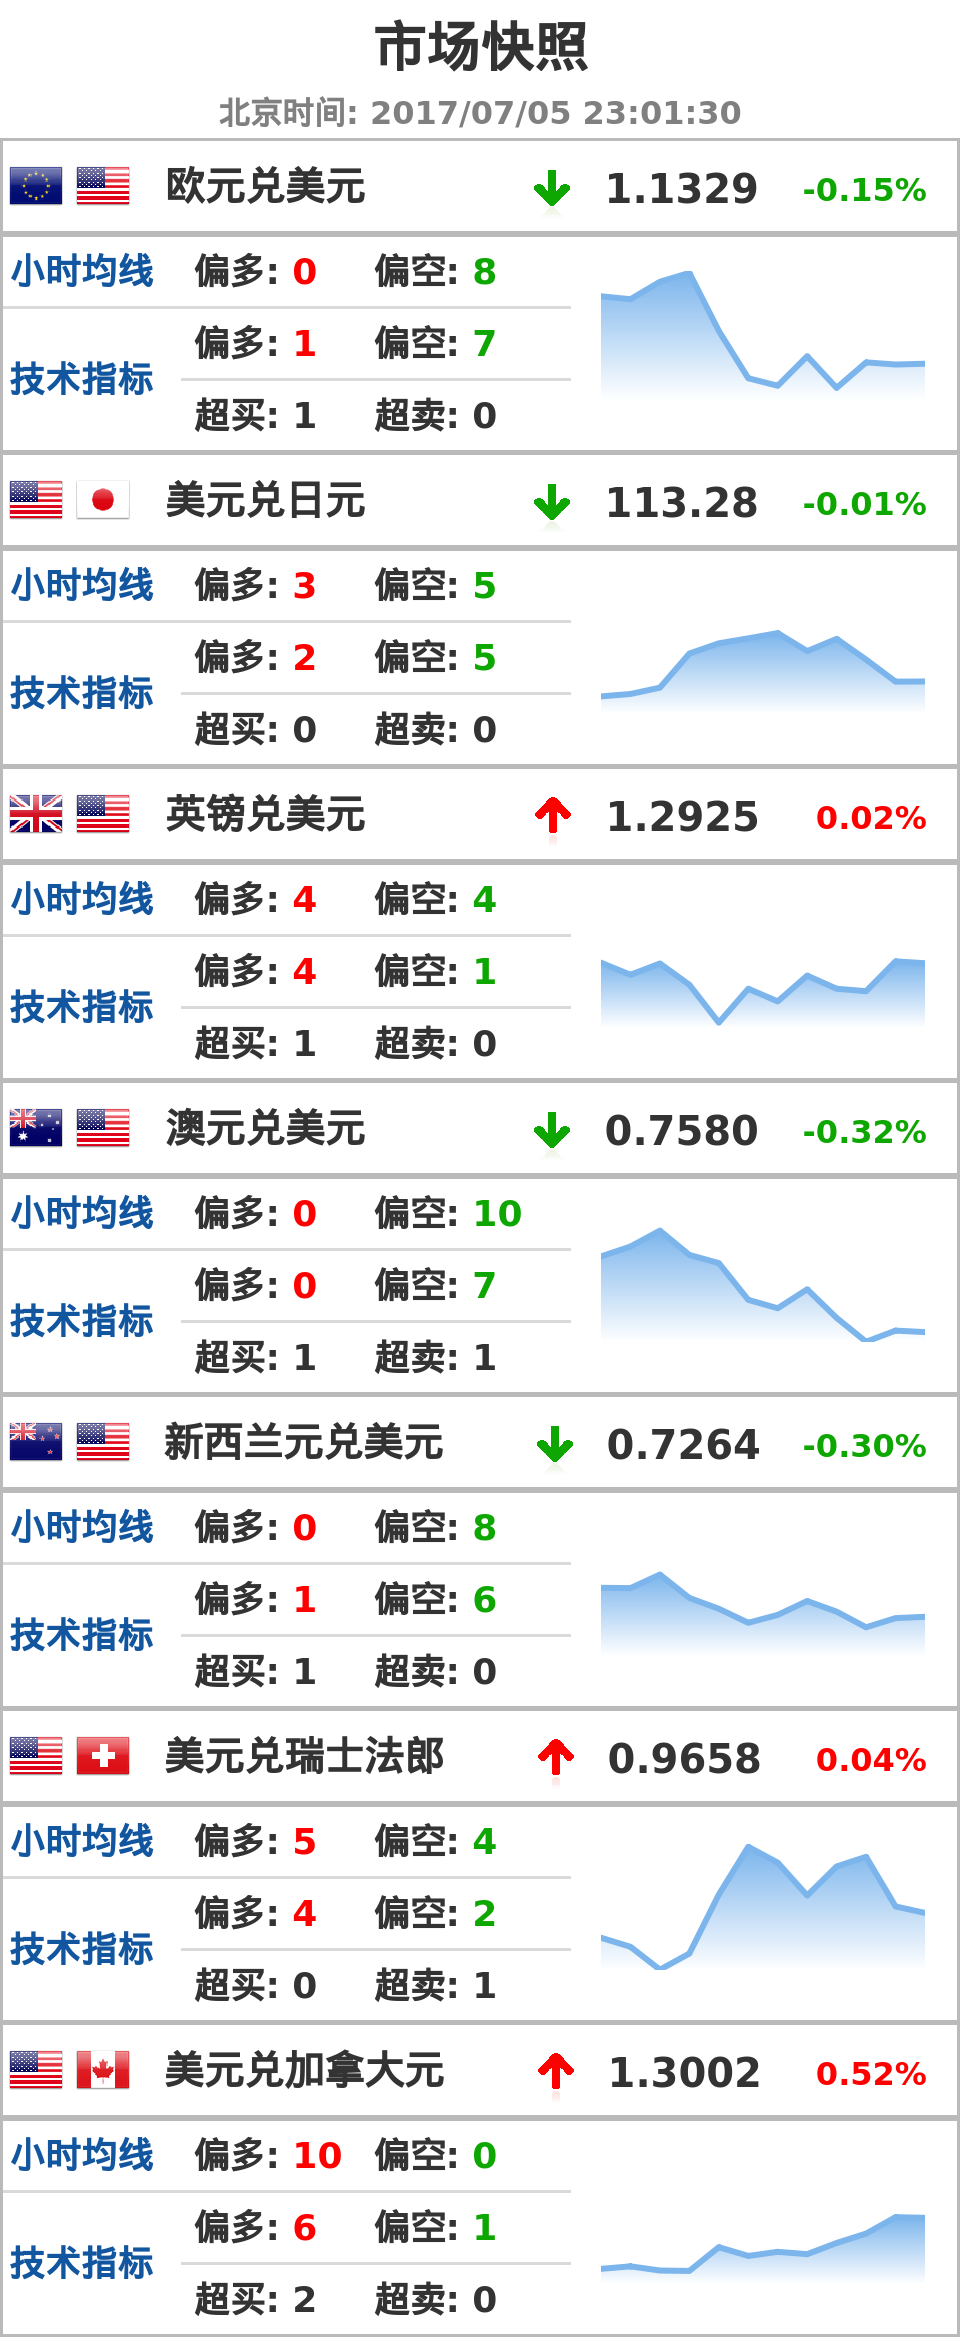 市场快照
北京时间: 2017/07/05 23:01:30
欧元兑美元 1.1329 -0.15%
小时均线 偏多: 0 偏空: 8
偏多: 1 偏空: 7
技术指标
超买: 1 超卖: 0
美元兑日元 113.28 -0.01%
小时均线 偏多: 3 偏空: 5
偏多: 2 偏空: 5
技术指标
超买: 0 超卖: 0
英镑兑美元 1.2925 0.02%
小时均线 偏多: 4 偏空: 4
偏多: 4 偏空: 1
技术指标
超买: 1 超卖: 0
澳元兑美元 0.7580 -0.32%
小时均线 偏多: 0 偏空: 10
偏多: 0 偏空: 7
技术指标
超买: 1 超卖: 1
新西兰元兑美元 0.7264 -0.30%
小时均线 偏多: 0 偏空: 8
偏多: 1 偏空: 6
技术指标
超买: 1 超卖: 0
美元兑瑞士法郎 0.9658 0.04%
小时均线 偏多: 5 偏空: 4
偏多: 4 偏空: 2
技术指标
超买: 0 超卖: 1
美元兑加拿大元 1.3002 0.52%
小时均线 偏多: 10 偏空: 0
偏多: 6 偏空: 1
技术指标
超买: 2 超卖: 0